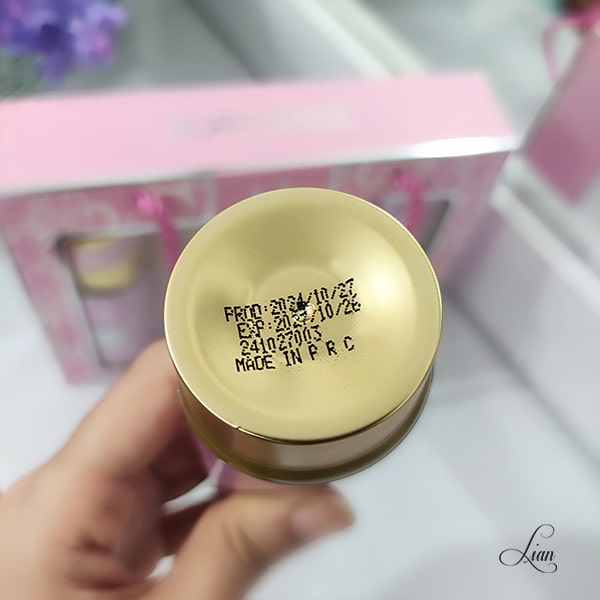 PROD:2024/10/27
EXP:2027/10/26
241027003
MADE IN P R C
Lian